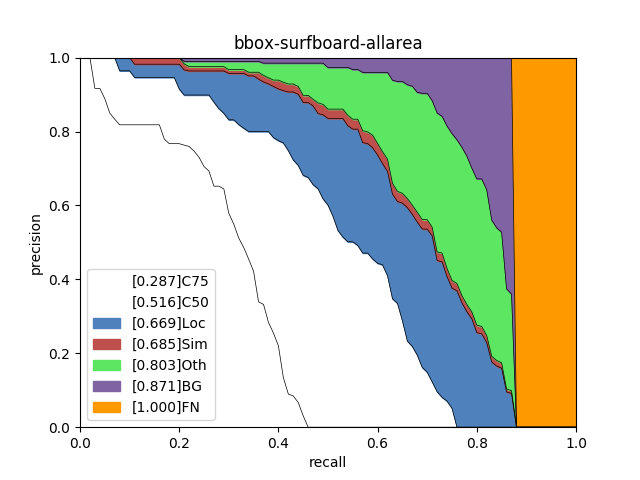 bbox-surfboard-allarea
precision
1.0
0.8
0.6
0.4
0.2
0.0
[0.287]C75
[0.516]C50
[0.669]Loc
[0.685]Sim
[0.803]Oth
[0.871]BG
[1.000]FN
0.0 0.2 0.4 0.6 0.8 1.0
recall